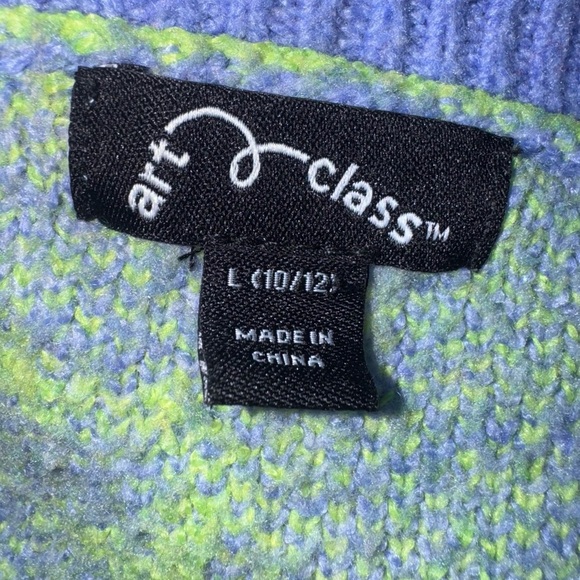 art class™
L (10/12)
MADE IN
CHINA